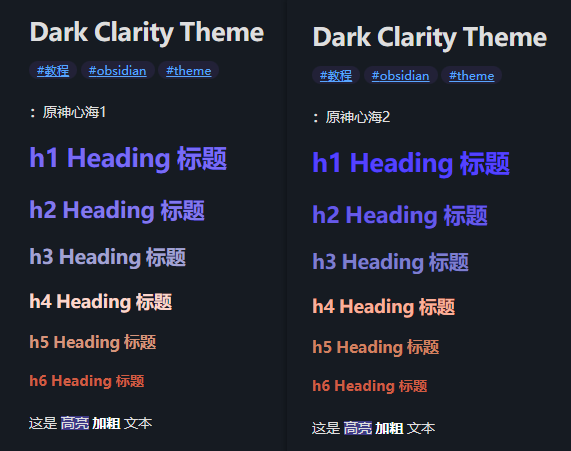 Dark Clarity Theme
#教程 #obsidian #theme
：原神心海1
h1 Heading 标题
h2 Heading 标题
h3 Heading 标题
h4 Heading 标题
h5 Heading 标题
h6 Heading 标题
这是 高亮 加粗 文本
Dark Clarity Theme
#教程 #obsidian #theme
：原神心海2
h1 Heading 标题
h2 Heading 标题
h3 Heading 标题
h4 Heading 标题
h5 Heading 标题
h6 Heading 标题
这是 高亮 加粗 文本